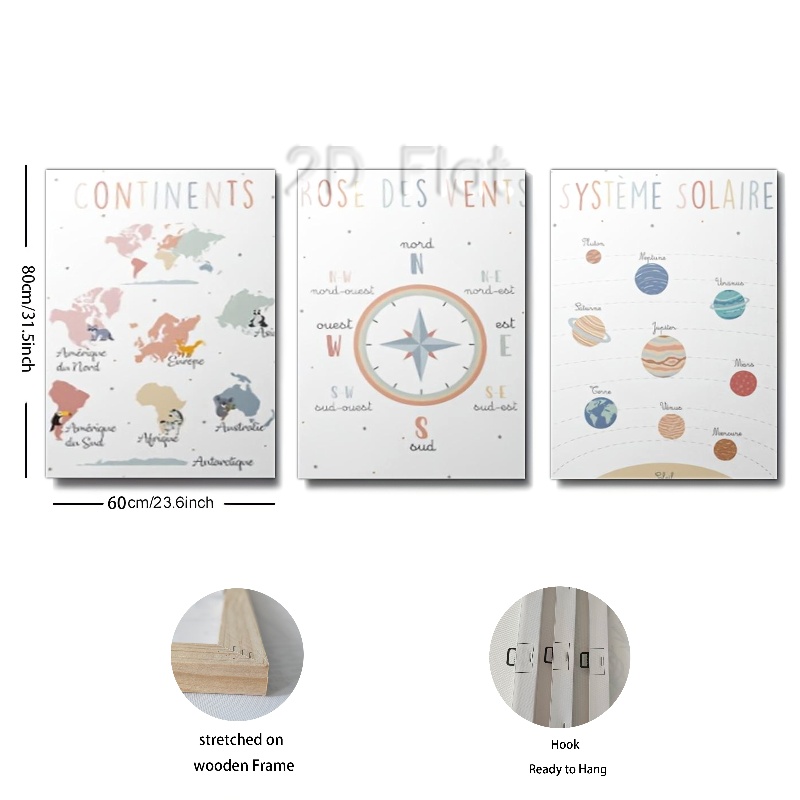 2D Flat
CONTINENTS
Amérique
du Nord
Europe
Asie
Amérique
du Sud
Afrique
Australie
Antarctique
ROSE DES VENTS
nord
N
N-W
nord-ouest
N-E
nord-est
ouest
W
est
E
S-W
sud-ouest
S-E
sud-est
S
sud
SYSTÈME SOLAIRE
Pluton
Neptune
Uranus
Saturne
Jupiter
Mars
Terre
Vénus
Mercure
80cm/31.5inch
60cm/23.6inch
stretched on
wooden Frame
Hook
Ready to Hang